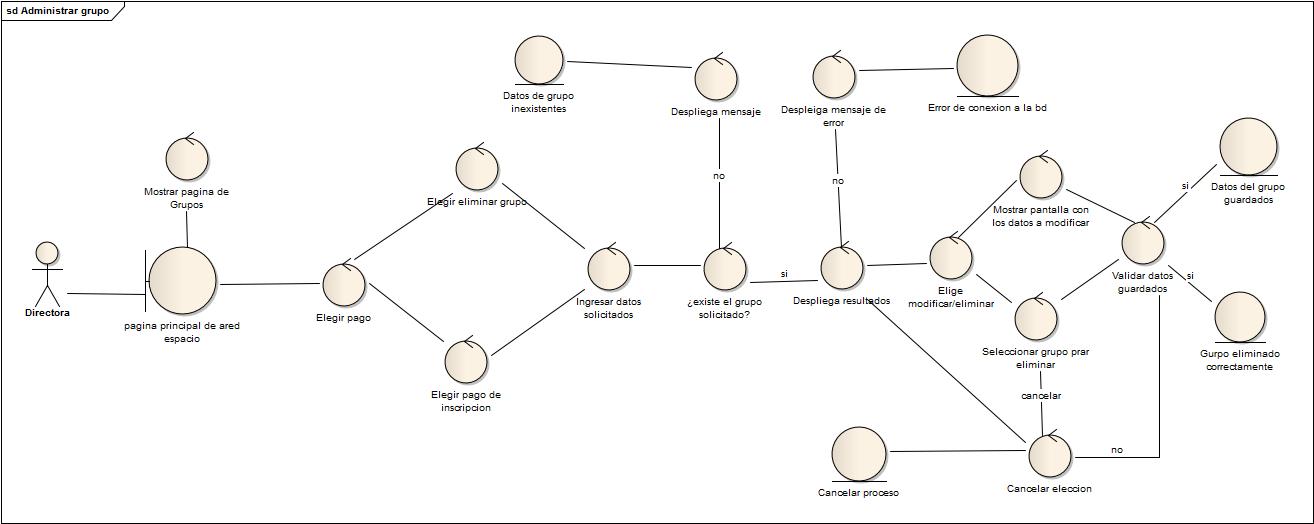 sd Administrar grupo
Datos de grupo
inexistentes
Despliega mensaje
Despleiga mensaje de
error
Error de conexion a la bd
Mostrar pagina de
Grupos
Elegir eliminar grupo
no
no
Mostrar pantalla con
los datos a modificar
si
Datos del grupo
guardados
Directora
pagina principal de ared
espacio
Elegir pago
Ingresar datos
solicitados
¿existe el grupo
solicitado?
si
Despliega resultados
Elige
modificar/eliminar
Validar datos
guardados
si
Elegir pago de
inscripcion
Seleccionar grupo prar
eliminar
Gurpo eliminado
correctamente
cancelar
Cancelar proceso
Cancelar eleccion
no